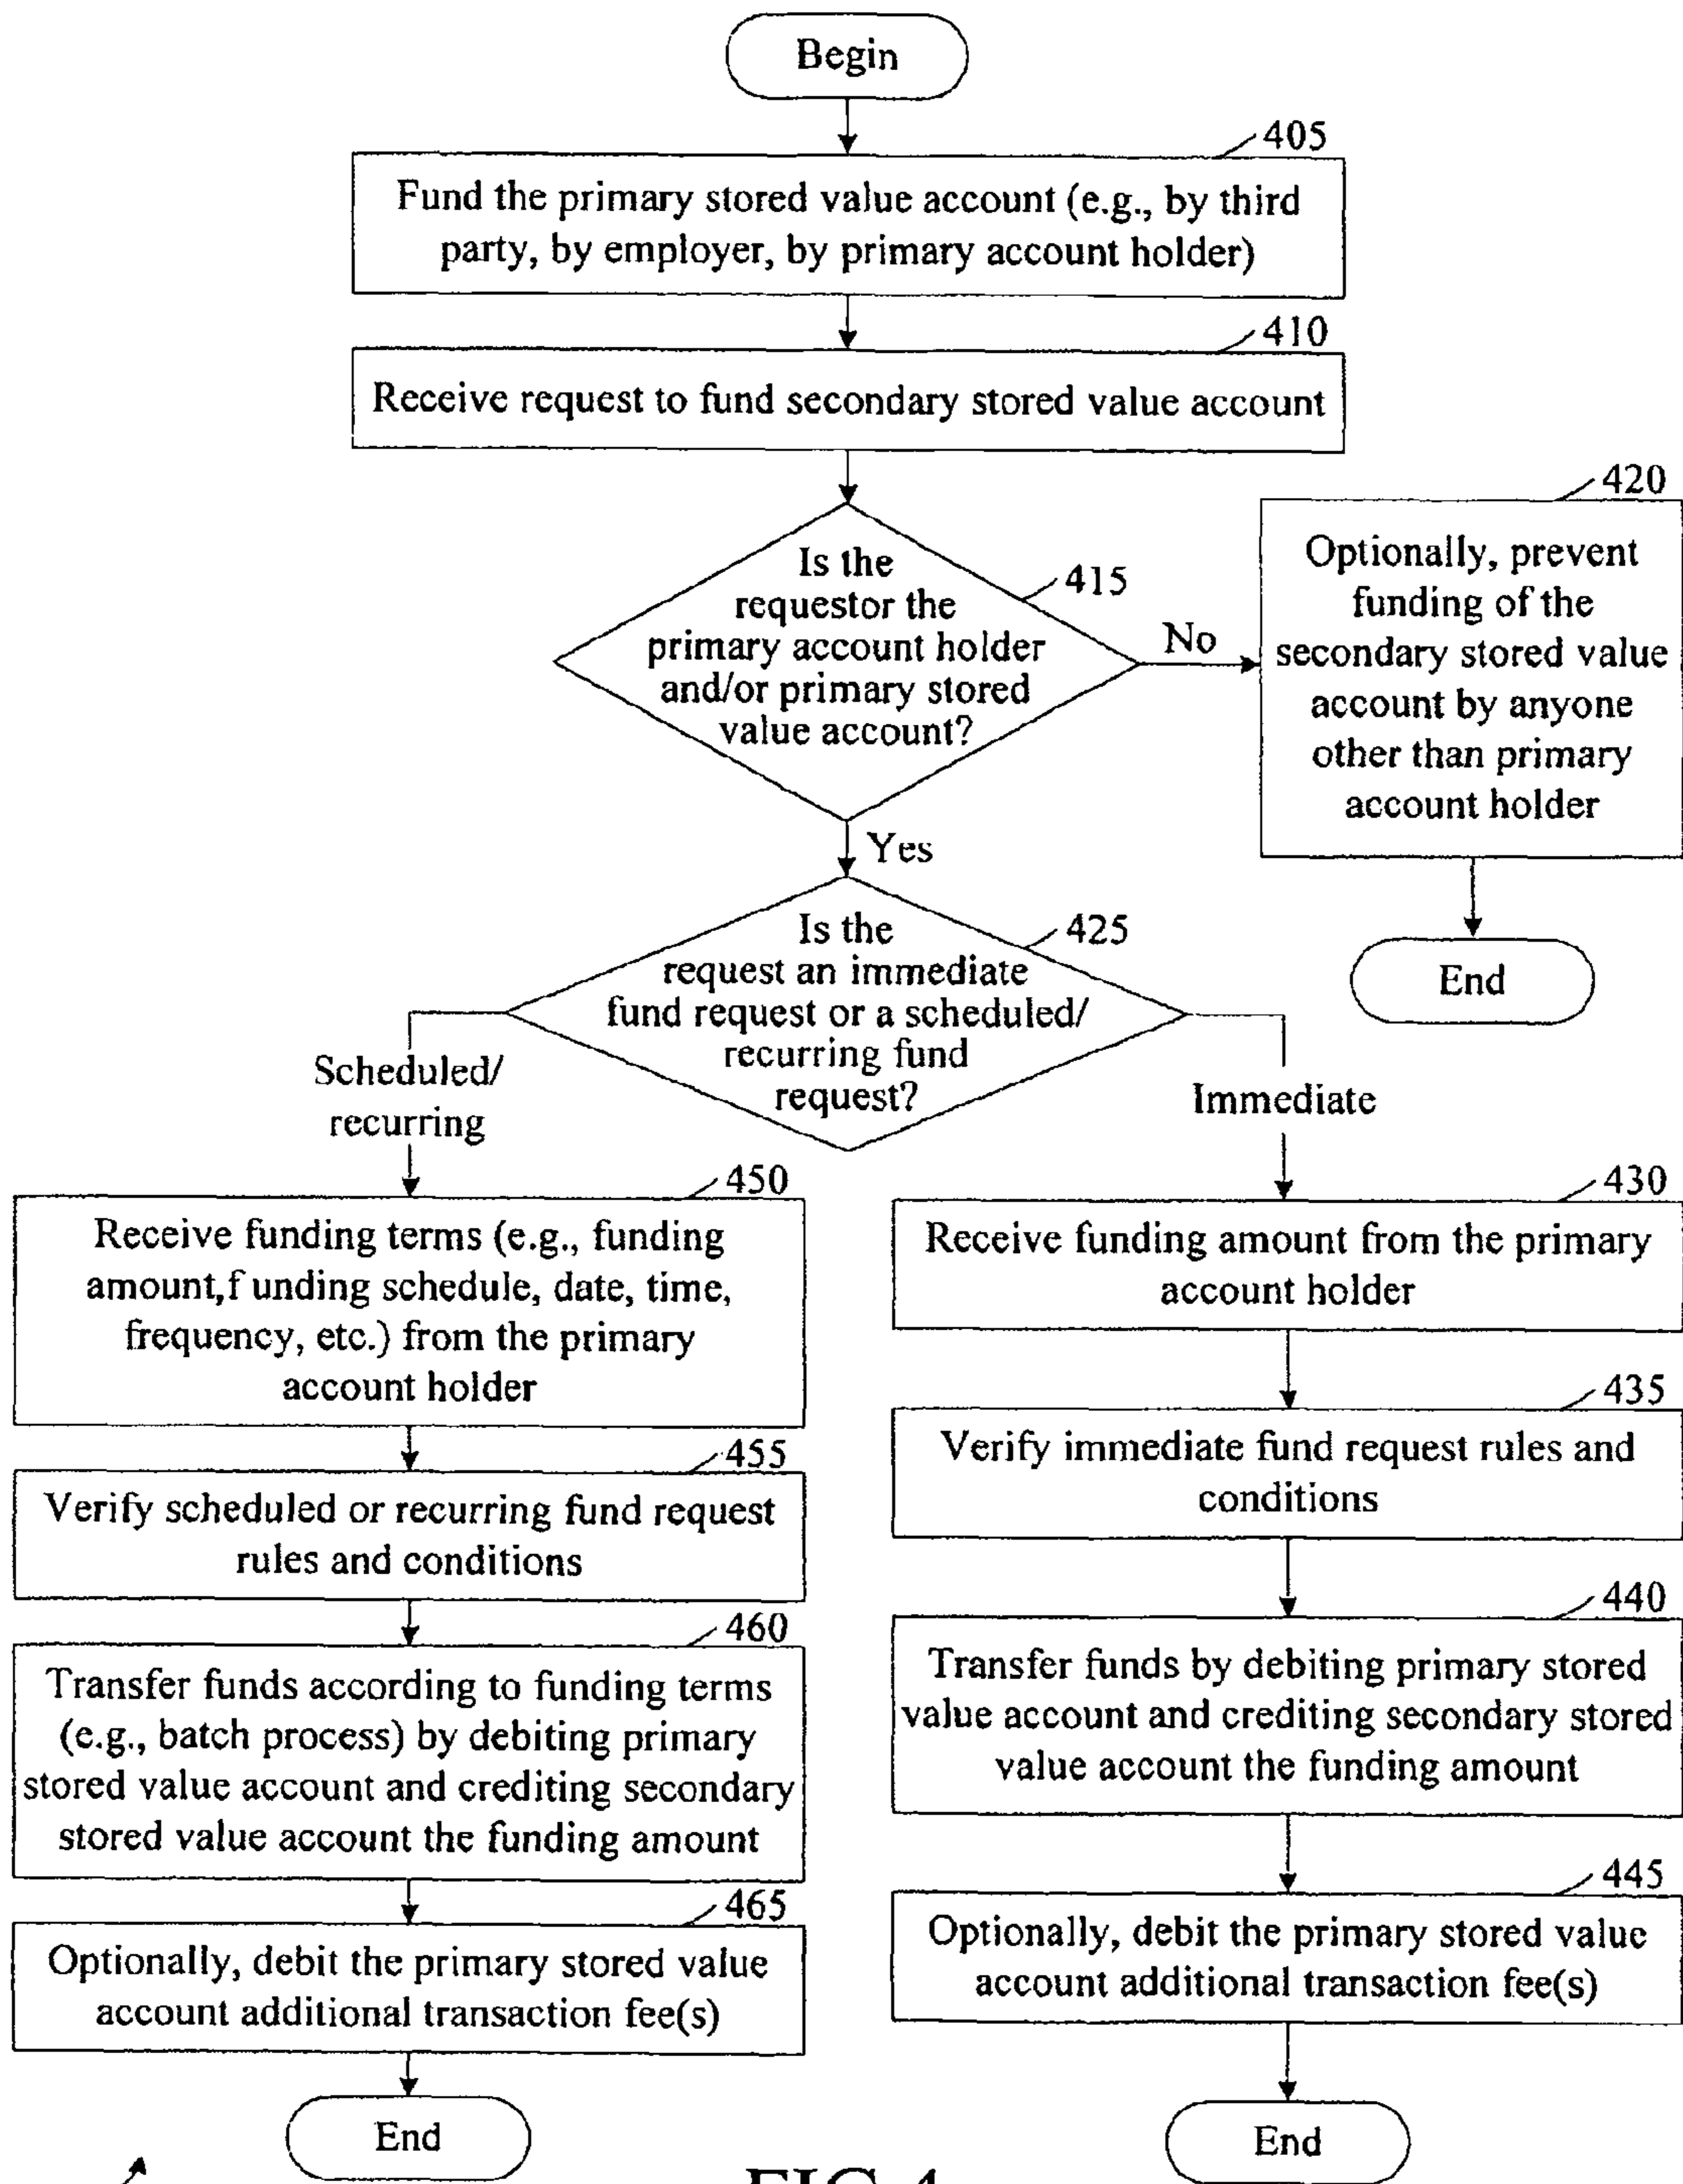 Begin
405
Fund the primary stored value account (e.g., by third
party, by employer, by primary account holder)
410
Receive request to fund secondary stored value account
415
Is the
requestor the
primary account holder
and/or primary stored
value account?
No
420
Optionally, prevent
funding of the
secondary stored value
account by anyone
other than primary
account holder
End
Yes
425
Is the
request an immediate
fund request or a scheduled/
recurring fund
request?
Scheduled/
recurring
Immediate
450
Receive funding terms (e.g., funding
amount,f unding schedule, date, time,
frequency, etc.) from the primary
account holder
455
Verify scheduled or recurring fund request
rules and conditions
460
Transfer funds according to funding terms
(e.g., batch process) by debiting primary
stored value account and crediting secondary
stored value account the funding amount
465
Optionally, debit the primary stored value
account additional transaction fee(s)
End
430
Receive funding amount from the primary
account holder
435
Verify immediate fund request rules and
conditions
440
Transfer funds by debiting primary stored
value account and crediting secondary stored
value account the funding amount
445
Optionally, debit the primary stored value
account additional transaction fee(s)
End
FIG.4